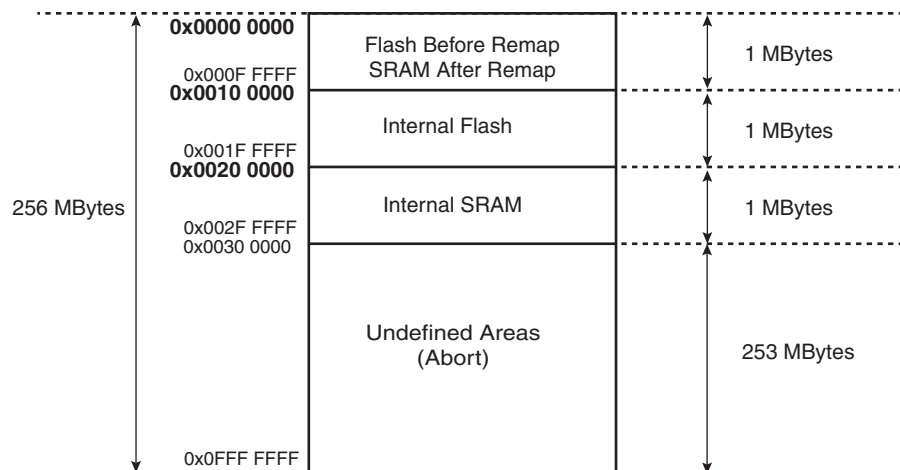 0x0000 0000
Flash Before Remap
SRAM After Remap
1 MBytes
0x000F FFFF
0x0010 0000
Internal Flash
1 MBytes
0x001F FFFF
0x0020 0000
256 MBytes
Internal SRAM
1 MBytes
0x002F FFFF
0x0030 0000
Undefined Areas
(Abort)
253 MBytes
0x0FFF FFFF